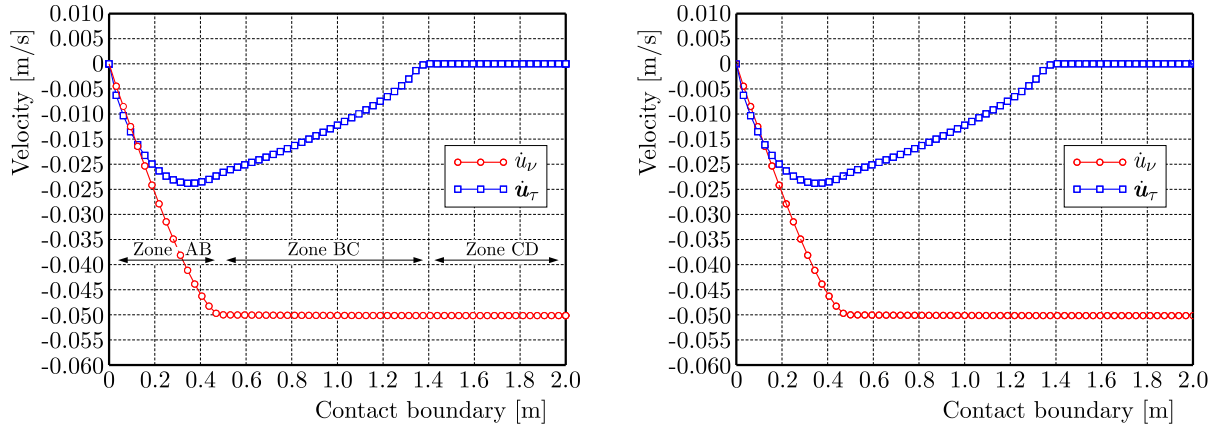 Velocity [m/s]
0.010
0.005
0
-0.005
-0.010
-0.015
-0.020
-0.025
-0.030
-0.035
-0.040
-0.045
-0.050
-0.055
-0.060
u̇ν
u̇τ
Zone AB
Zone BC
Zone CD
0 0.2 0.4 0.6 0.8 1.0 1.2 1.4 1.6 1.8 2.0
Contact boundary [m]
Velocity [m/s]
0.010
0.005
0
-0.005
-0.010
-0.015
-0.020
-0.025
-0.030
-0.035
-0.040
-0.045
-0.050
-0.055
-0.060
u̇ν
u̇τ
0 0.2 0.4 0.6 0.8 1.0 1.2 1.4 1.6 1.8 2.0
Contact boundary [m]